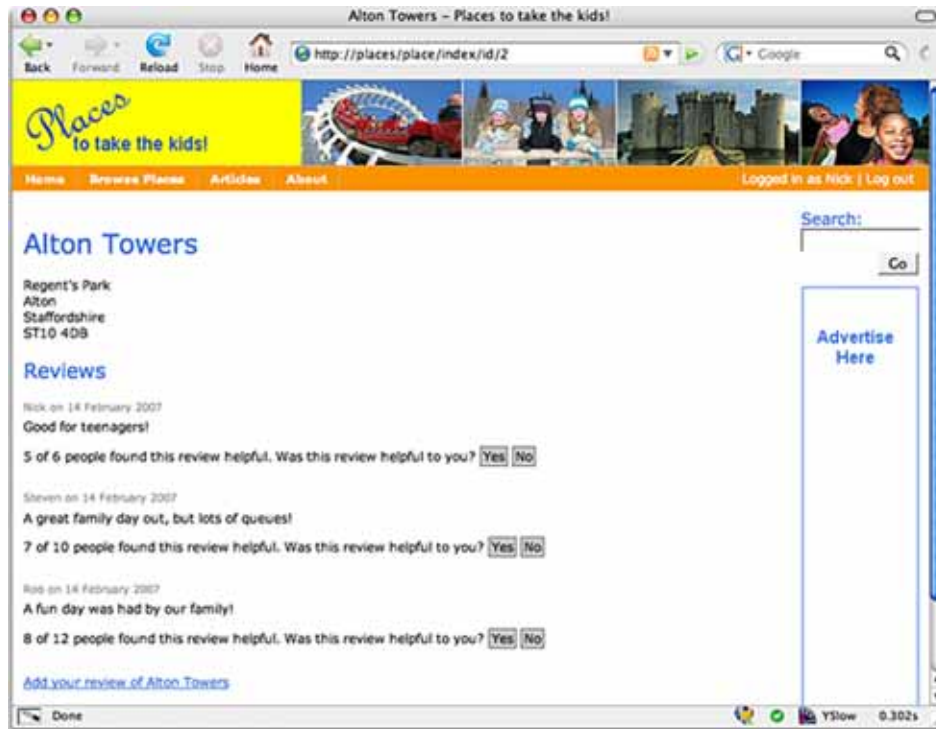 Alton Towers – Places to take the kids!
Back Forward Reload Stop Home http://places/place/index/id/2 Google
Places
to take the kids!
Home Browse Places Articles About Logged in as Nick | Log out
Search:
Go
Alton Towers
Regent's Park
Alton
Staffordshire
ST10 4DB
Advertise
Here
Reviews
Nick on 14 February 2007
Good for teenagers!
5 of 6 people found this review helpful. Was this review helpful to you? Yes No
Steven on 14 February 2007
A great family day out, but lots of queues!
7 of 10 people found this review helpful. Was this review helpful to you? Yes No
Rob on 14 February 2007
A fun day was had by our family!
8 of 12 people found this review helpful. Was this review helpful to you? Yes No
Add your review of Alton Towers
Done YSlow 0.302s